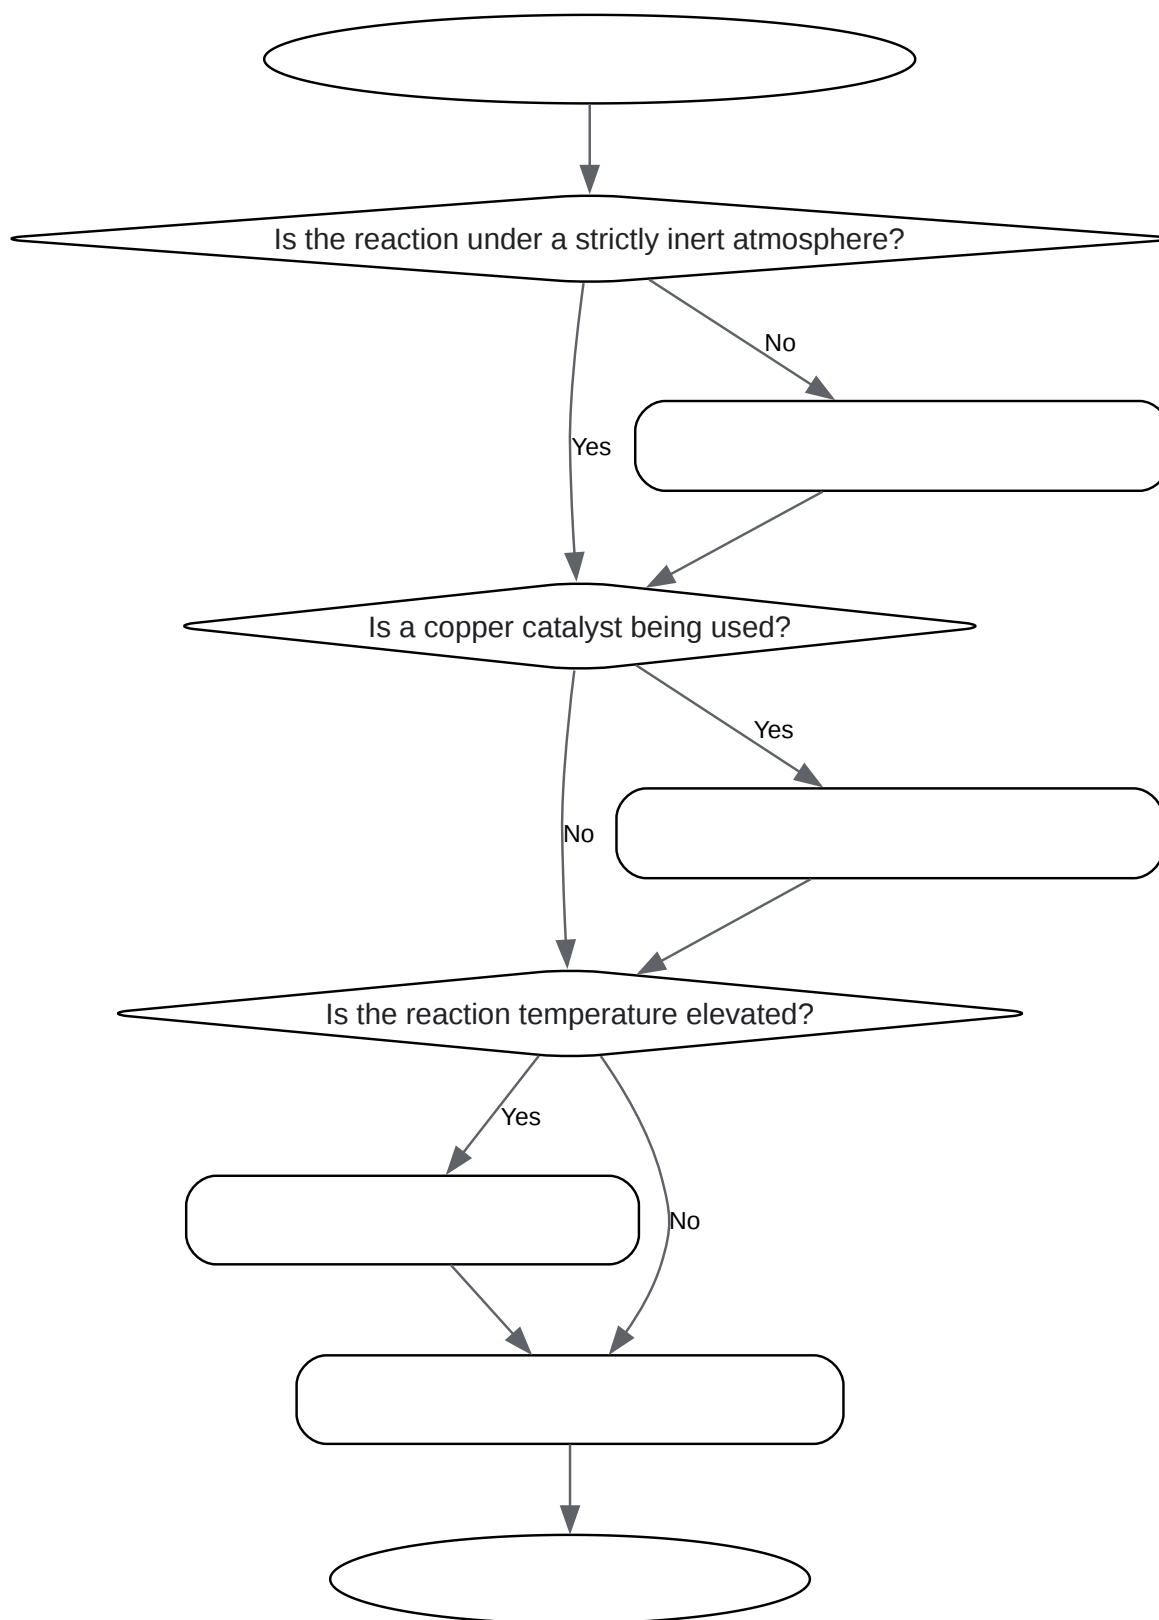 Is the reaction under a strictly inert atmosphere?
No
Yes
Is a copper catalyst being used?
Yes
No
Is the reaction temperature elevated?
Yes
No